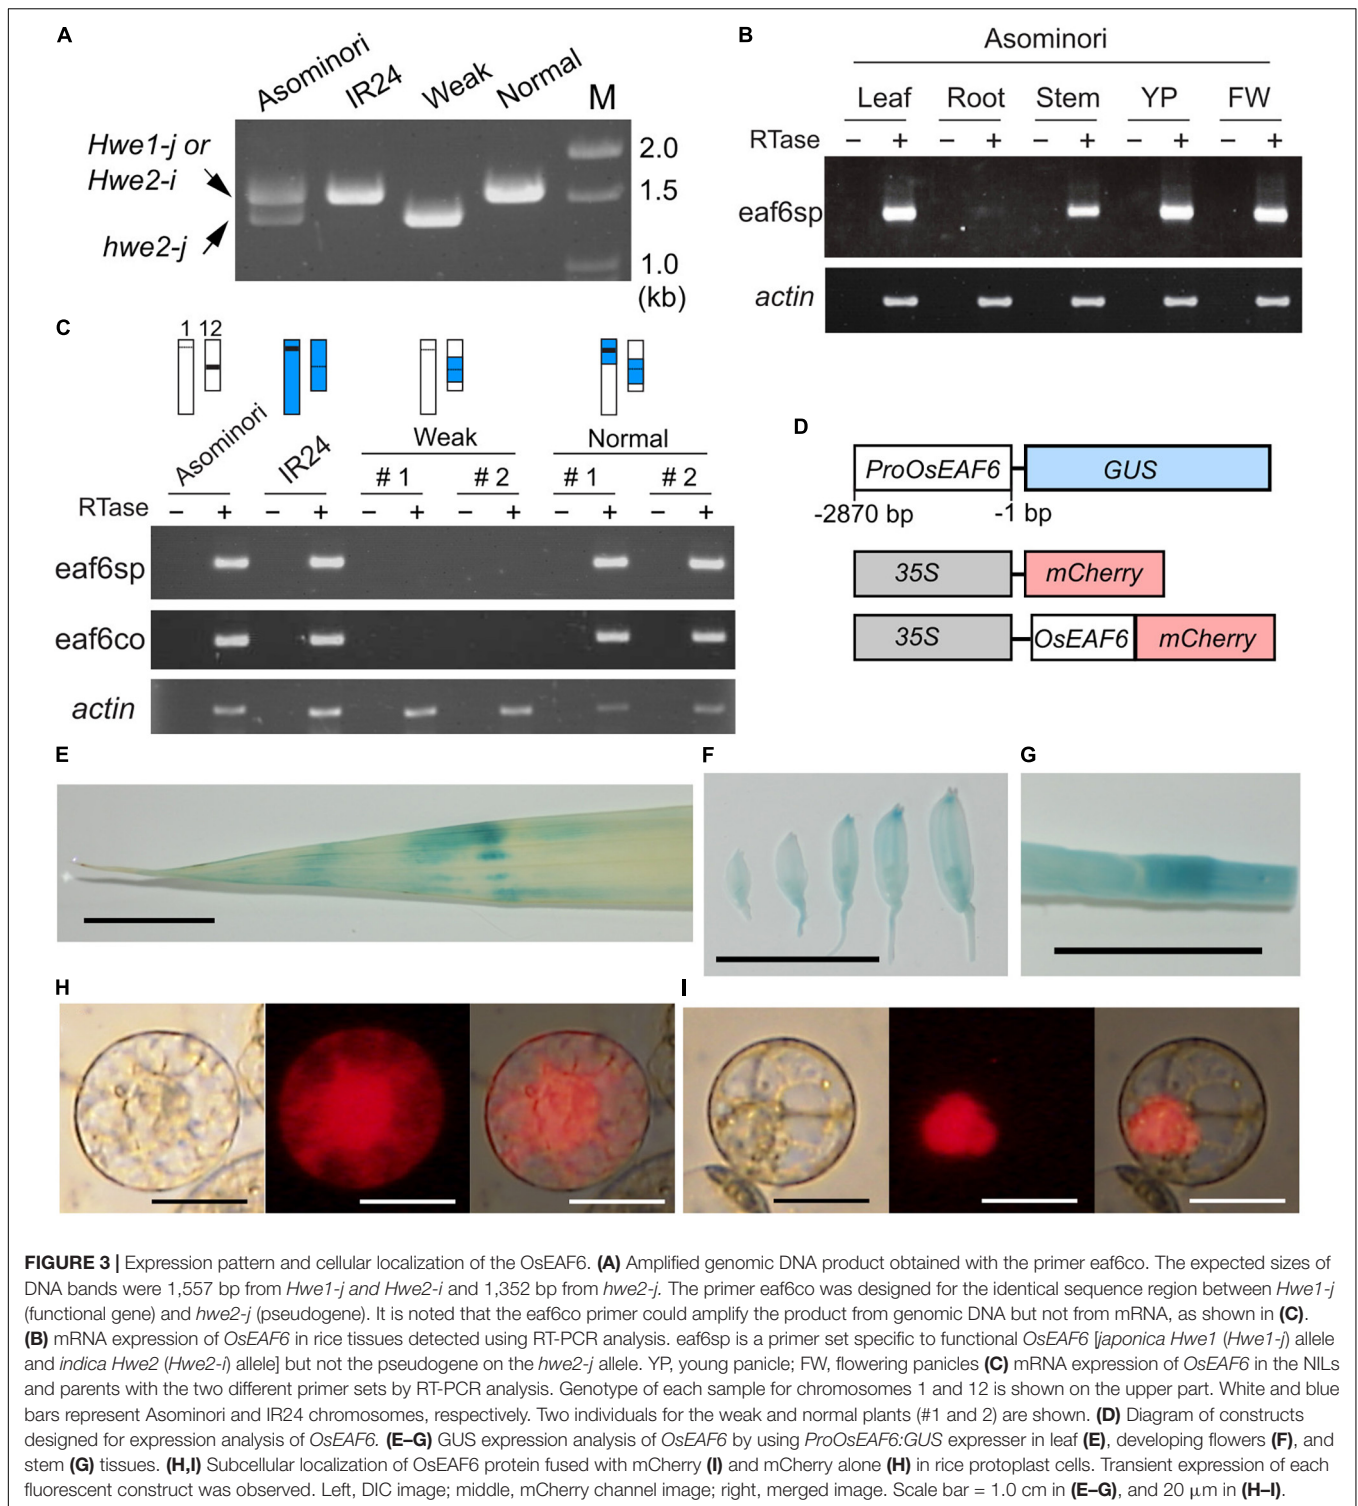 A
Asominori
IR24
Weak
Normal
M
Hwe1-j or
Hwe2-i
hwe2-j
2.0
1.5
1.0
(kb)
B
Asominori
Leaf Root Stem YP FW
RTase − + − + − + − + − +
eaf6sp
actin
C
1 12
Asominori
IR24
Weak Normal
# 1 # 2 # 1 # 2
RTase − + − + − + − + − + − +
eaf6sp
eaf6co
actin
D
ProOsEAF6 GUS
-2870 bp -1 bp
35S mCherry
35S OsEAF6 mCherry
E
F
G
H
I
FIGURE 3 | Expression pattern and cellular localization of the OsEAF6. (A) Amplified genomic DNA product obtained with the primer eaf6co. The expected sizes of
DNA bands were 1,557 bp from Hwe1-j and Hwe2-i and 1,352 bp from hwe2-j. The primer eaf6co was designed for the identical sequence region between Hwe1-j
(functional gene) and hwe2-j (pseudogene). It is noted that the eaf6co primer could amplify the product from genomic DNA but not from mRNA, as shown in (C).
(B) mRNA expression of OsEAF6 in rice tissues detected using RT-PCR analysis. eaf6sp is a primer set specific to functional OsEAF6 [japonica Hwe1 (Hwe1-j) allele
and indica Hwe2 (Hwe2-i) allele] but not the pseudogene on the hwe2-j allele. YP, young panicle; FW, flowering panicles (C) mRNA expression of OsEAF6 in the NILs
and parents with the two different primer sets by RT-PCR analysis. Genotype of each sample for chromosomes 1 and 12 is shown on the upper part. White and blue
bars represent Asominori and IR24 chromosomes, respectively. Two individuals for the weak and normal plants (#1 and 2) are shown. (D) Diagram of constructs
designed for expression analysis of OsEAF6. (E–G) GUS expression analysis of OsEAF6 by using ProOsEAF6:GUS expresser in leaf (E), developing flowers (F), and
stem (G) tissues. (H,I) Subcellular localization of OsEAF6 protein fused with mCherry (I) and mCherry alone (H) in rice protoplast cells. Transient expression of each
fluorescent construct was observed. Left, DIC image; middle, mCherry channel image; right, merged image. Scale bar = 1.0 cm in (E–G), and 20 μm in (H–I).